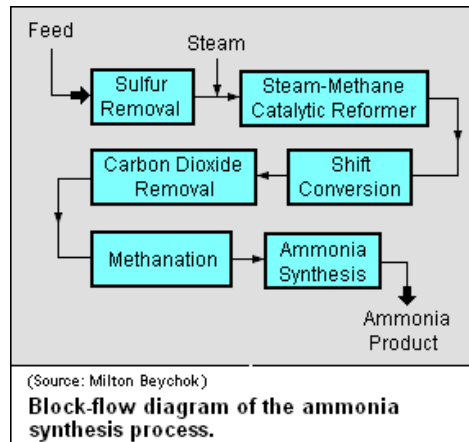 Feed
Steam
Sulfur
Removal
Steam-Methane
Catalytic Reformer
Carbon Dioxide
Removal
Shift
Conversion
Methanation
Ammonia
Synthesis
Ammonia
Product
(Source: Milton Beychok)
Block-flow diagram of the ammonia
synthesis process.